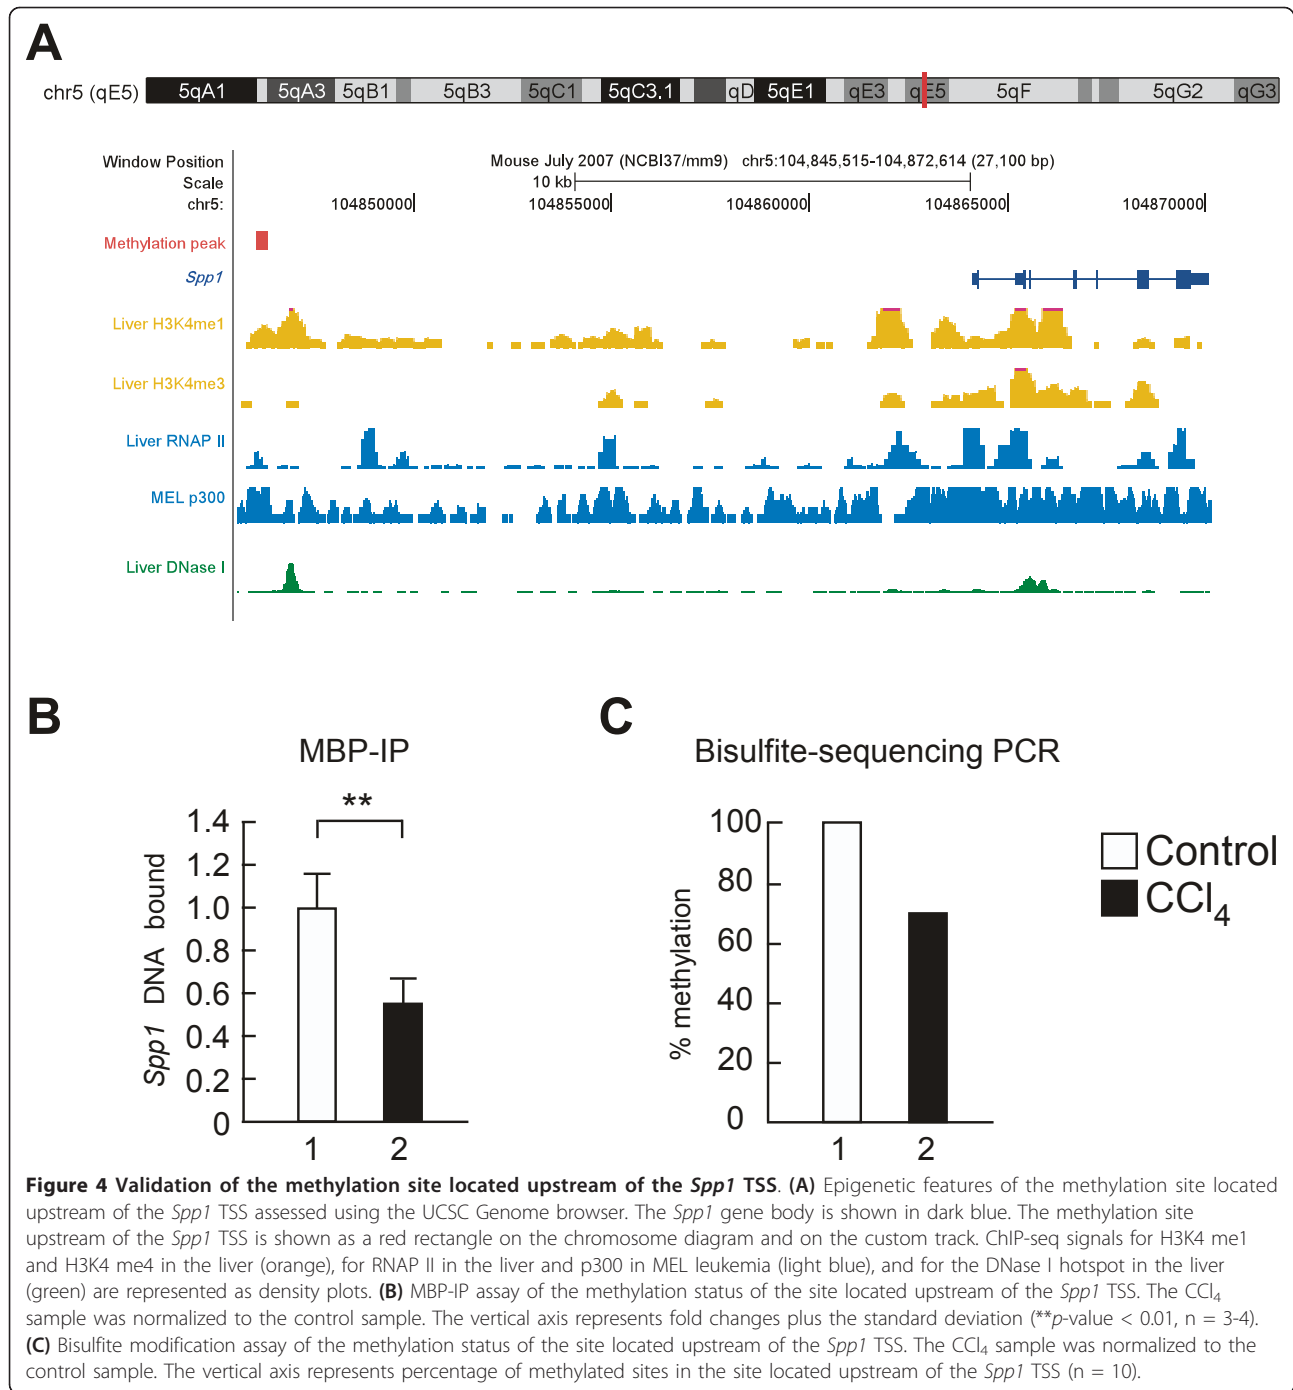 A
chr5 (qE5) 5qA1 5qA3 5qB1 5qB3 5qC1 5qC3.1 qD 5qE1 qE3 qE5 5qF 5qG2 qG3
Window Position Mouse July 2007 (NCBI37/mm9) chr5:104,845,515-104,872,614 (27,100 bp)
Scale 10 kb
chr5: 104850000 104855000 104860000 104865000 104870000
Methylation peak
Spp1
Liver H3K4me1
Liver H3K4me3
Liver RNAP II
MEL p300
Liver DNase I
B
MBP-IP
**
Spp1 DNA bound
1.4
1.2
1.0
0.8
0.6
0.4
0.2
0
1 2
C
Bisulfite-sequencing PCR
% methylation
100
80
60
40
20
0
1 2
Control
CCl4
Figure 4 Validation of the methylation site located upstream of the Spp1 TSS. (A) Epigenetic features of the methylation site located
upstream of the Spp1 TSS assessed using the UCSC Genome browser. The Spp1 gene body is shown in dark blue. The methylation site
upstream of the Spp1 TSS is shown as a red rectangle on the chromosome diagram and on the custom track. ChIP-seq signals for H3K4 me1
and H3K4 me4 in the liver (orange), for RNAP II in the liver and p300 in MEL leukemia (light blue), and for the DNase I hotspot in the liver
(green) are represented as density plots. (B) MBP-IP assay of the methylation status of the site located upstream of the Spp1 TSS. The CCl4
sample was normalized to the control sample. The vertical axis represents fold changes plus the standard deviation (**p-value < 0.01, n = 3-4).
(C) Bisulfite modification assay of the methylation status of the site located upstream of the Spp1 TSS. The CCl4 sample was normalized to the
control sample. The vertical axis represents percentage of methylated sites in the site located upstream of the Spp1 TSS (n = 10).